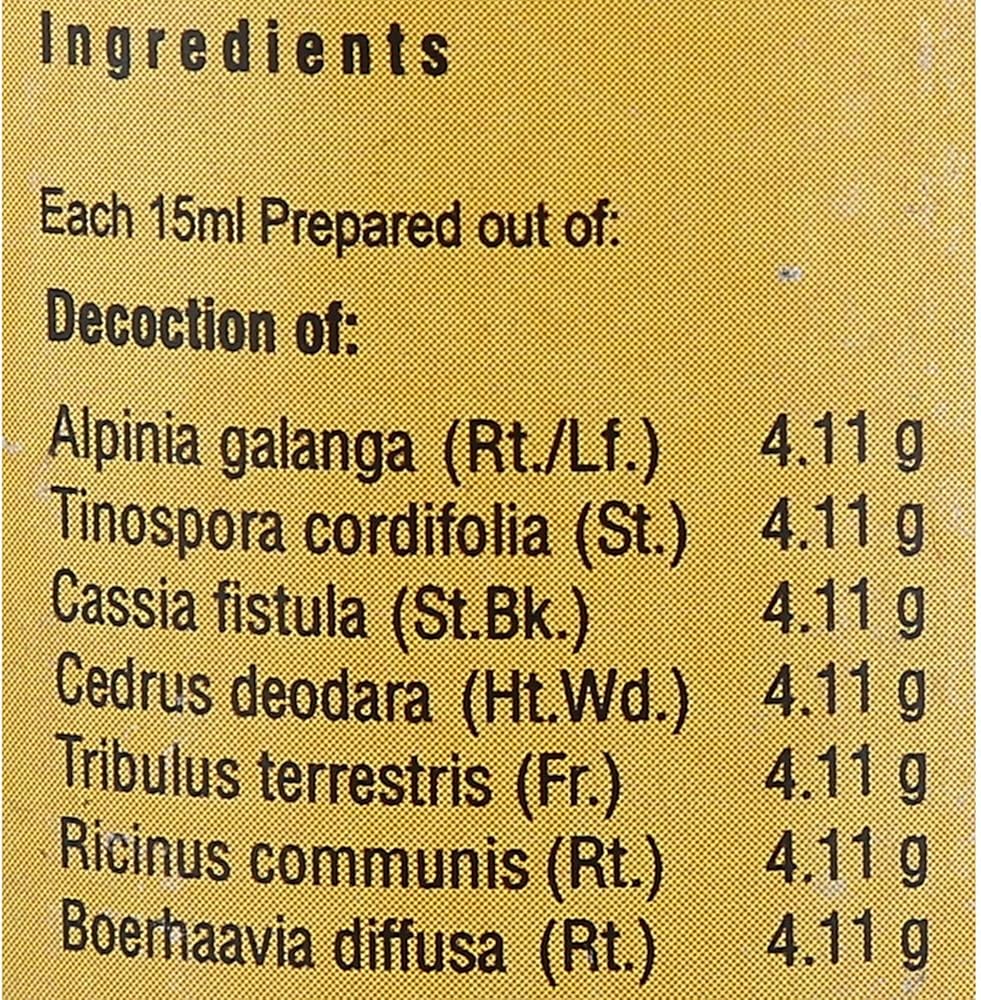 Ingredients
Each 15ml Prepared out of:
Decoction of:
Alpinia galanga (Rt./Lf.) 4.11 g
Tinospora cordifolia (St.) 4.11 g
Cassia fistula (St.Bk.) 4.11 g
Cedrus deodara (Ht.Wd.) 4.11 g
Tribulus terrestris (Fr.) 4.11 g
Ricinus communis (Rt.) 4.11 g
Boerhaavia diffusa (Rt.) 4.11 g